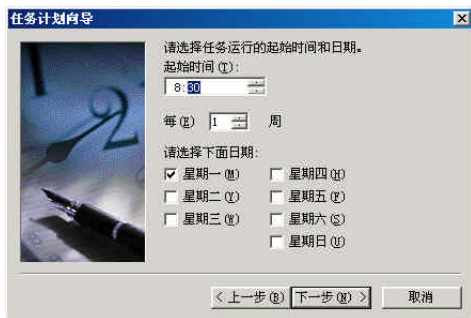 任务计划向导
请选择任务运行的起始时间和日期。
起始时间(T):
8:30
每(E) 1 周
请选择下面日期:
星期一(M) 星期四(H)
星期二(Y) 星期五(F)
星期三(W) 星期六(S)
星期日(U)
<上一步(B) 下一步(N)> 取消